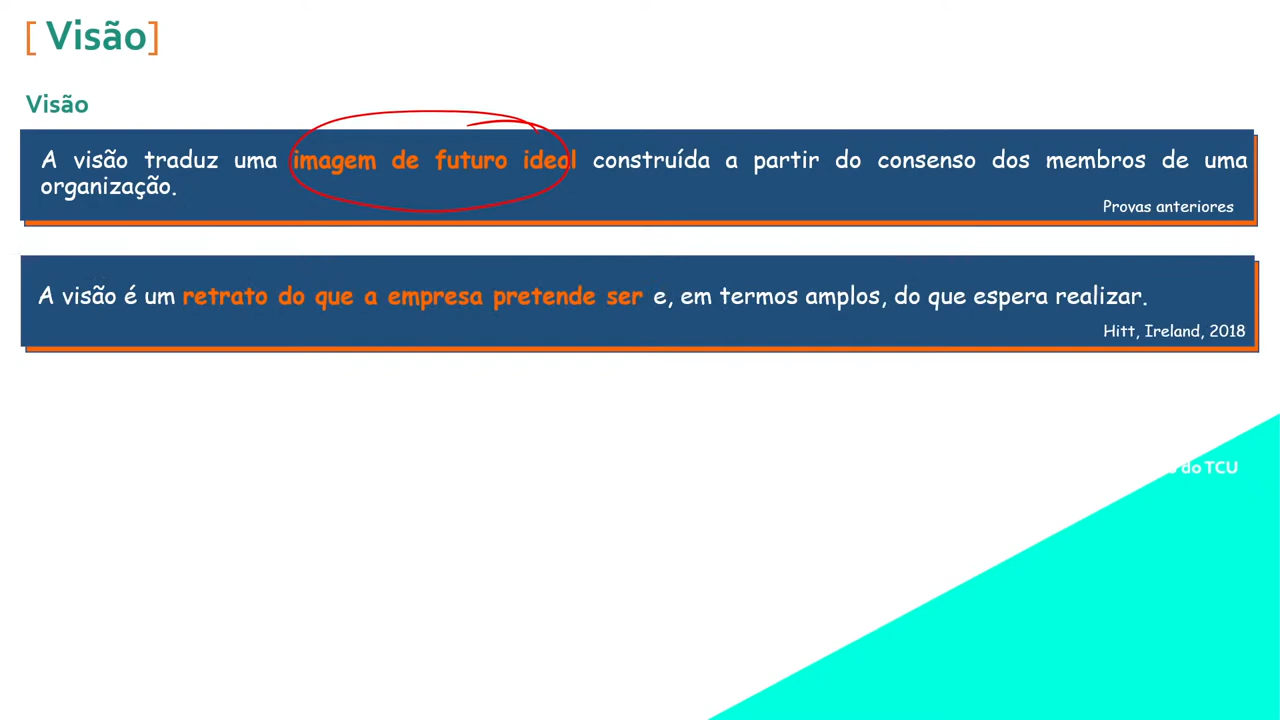 [ Visão]
Visão
A visão traduz uma imagem de futuro ideal construída a partir do consenso dos membros de uma
organização.
Provas anteriores
A visão é um retrato do que a empresa pretende ser e, em termos amplos, do que espera realizar.
Hitt, Ireland, 2018
do TCU